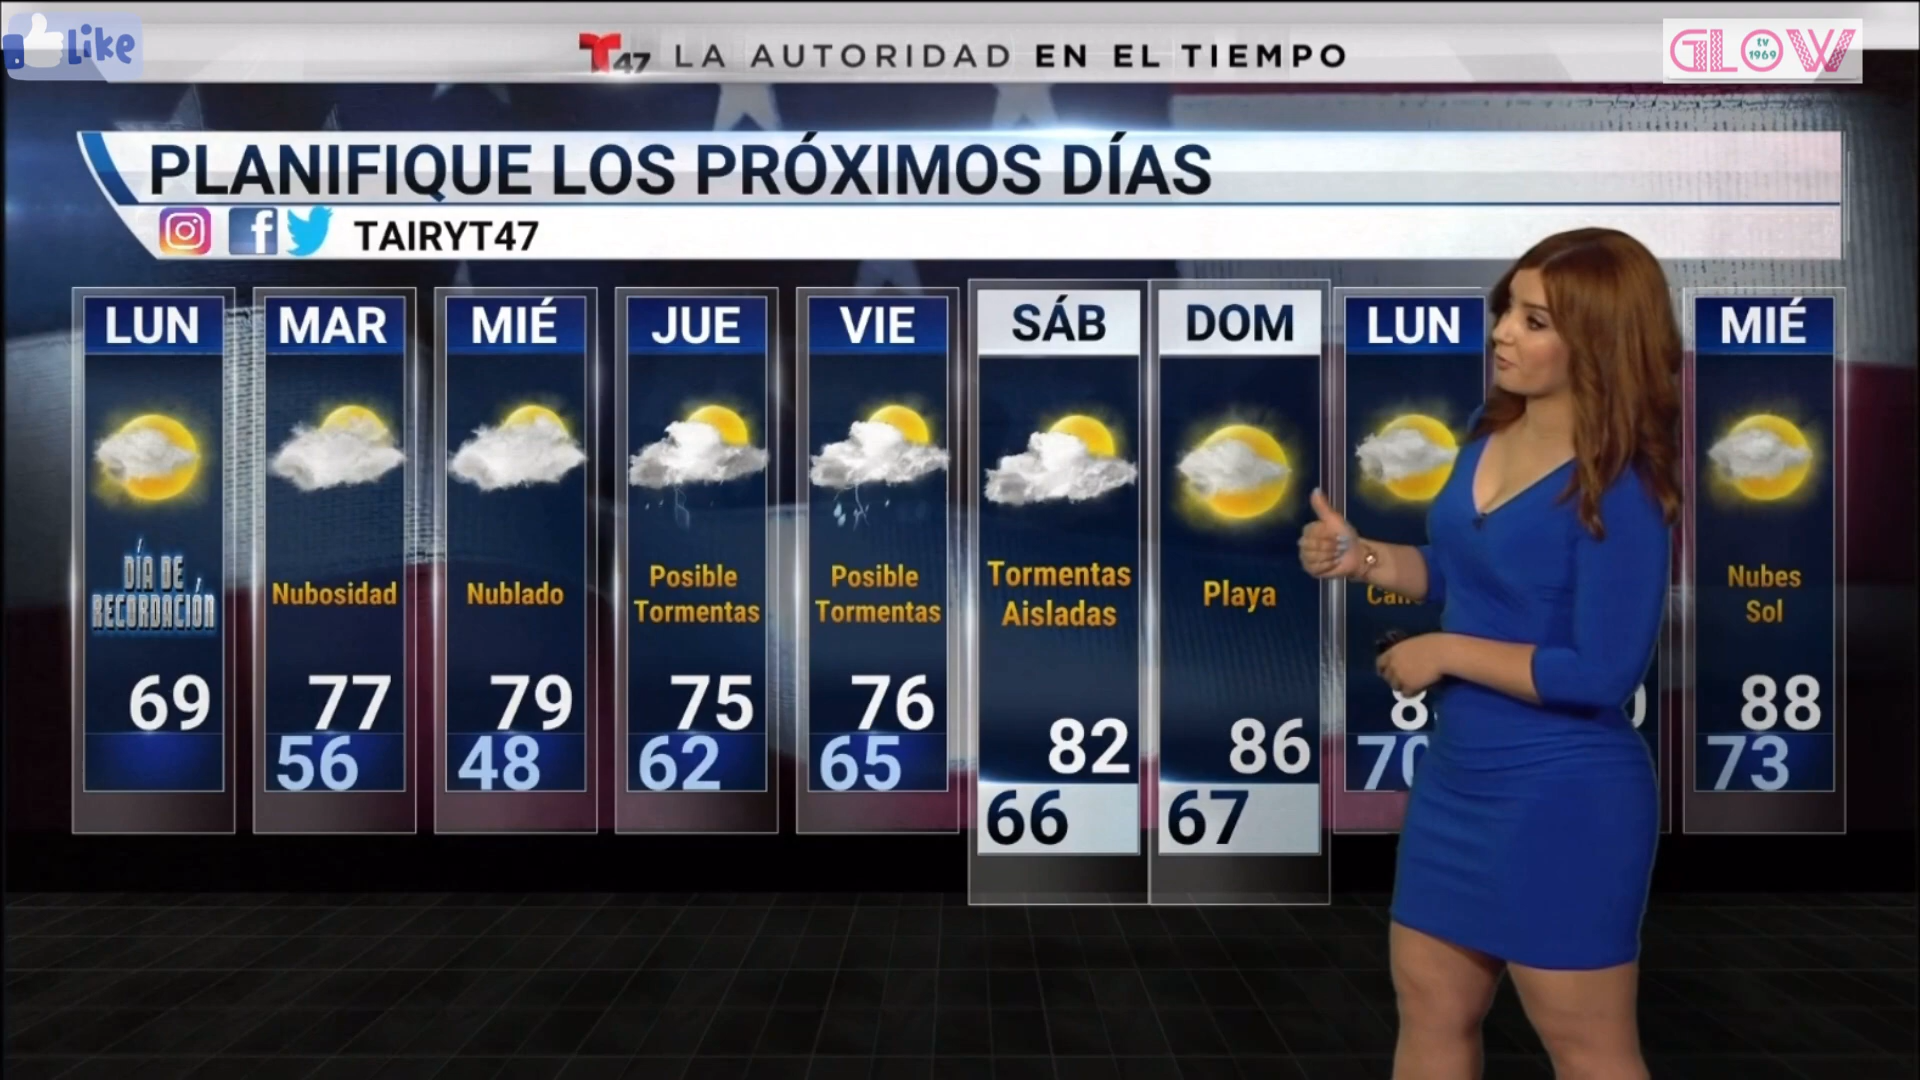 Like
T47 LA AUTORIDAD EN EL TIEMPO
GLOW
tv
1969
PLANIFIQUE LOS PRÓXIMOS DÍAS
TAIRYT47
LUN MAR MIÉ JUE VIE SÁB DOM LUN MIÉ
DÍA DE
RECORDACIÓN
69
Nubosidad
77
56
Nublado
79
48
Posible
Tormentas
75
62
Posible
Tormentas
76
65
Tormentas
Aisladas
82
66
Playa
86
67
70
Nubes
Sol
88
73